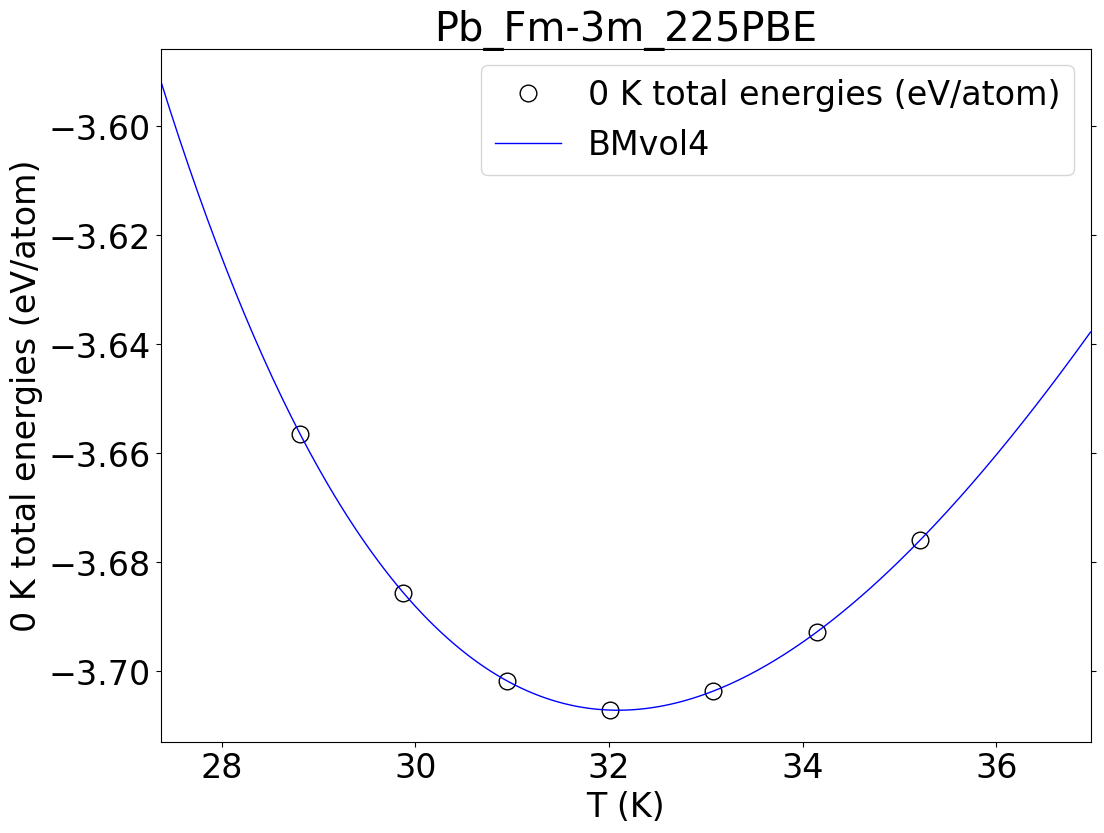 Pb_Fm-3m_225PBE
0 K total energies (eV/atom)
BMvol4
0 K total energies (eV/atom)
−3.60
−3.62
−3.64
−3.66
−3.68
−3.70
28 30 32 34 36
T (K)